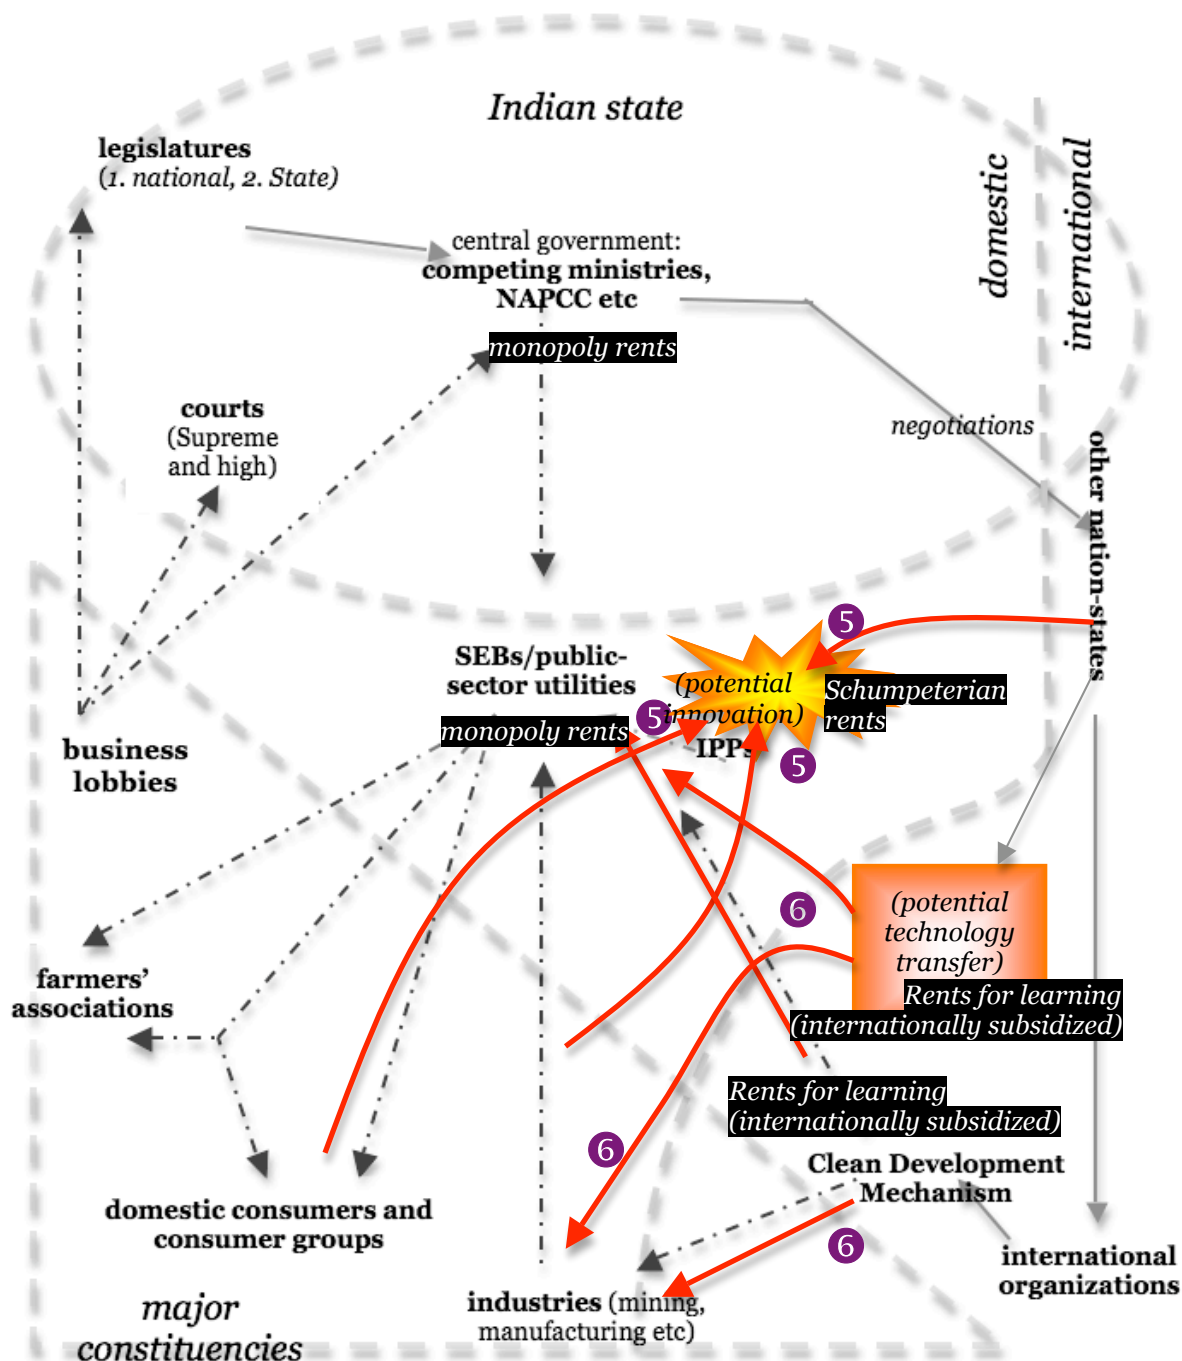 Indian state
legislatures
(1. national, 2. State)
domestic
international
central government:
competing ministries,
NAPCC etc
monopoly rents
courts
(Supreme
and high)
negotiations
other nation-states
5
SEBs/public-
sector utilities
monopoly rents
(potential
innovation)
Schumpeterian
rents
5
IPPs
5
business
lobbies
6
(potential
technology
transfer)
Rents for learning
(internationally subsidized)
farmers’
associations
Rents for learning
(internationally subsidized)
6
Clean Development
Mechanism
domestic consumers and
consumer groups
6
international
organizations
industries (mining,
manufacturing etc)
major
constituencies